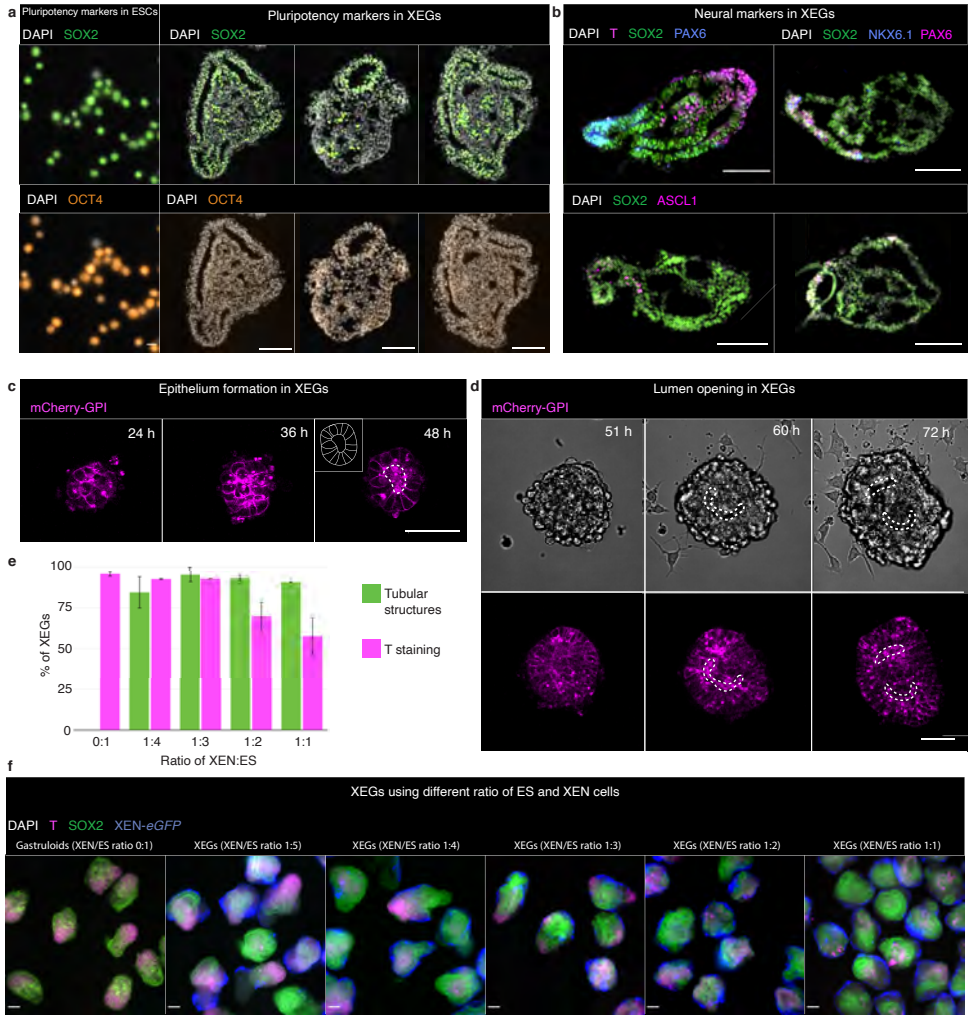 a
Pluripotency markers in ESCs
Pluripotency markers in XEGs
DAPI SOX2
DAPI SOX2
DAPI OCT4
DAPI OCT4
b
Neural markers in XEGs
DAPI T SOX2 PAX6
DAPI SOX2 NKX6.1 PAX6
DAPI SOX2 ASCL1
c
Epithelium formation in XEGs
mCherry-GPI
24 h
36 h
48 h
d
Lumen opening in XEGs
mCherry-GPI
51 h
60 h
72 h
e
% of XEGs
100
75
50
25
0
0:1
1:4
1:3
1:2
1:1
Ratio of XEN:ES
Tubular
structures
T staining
f
XEGs using different ratio of ES and XEN cells
DAPI T SOX2 XEN-eGFP
Gastruloids (XEN/ES ratio 0:1)
XEGs (XEN/ES ratio 1:5)
XEGs (XEN/ES ratio 1:4)
XEGs (XEN/ES ratio 1:3)
XEGs (XEN/ES ratio 1:2)
XEGs (XEN/ES ratio 1:1)